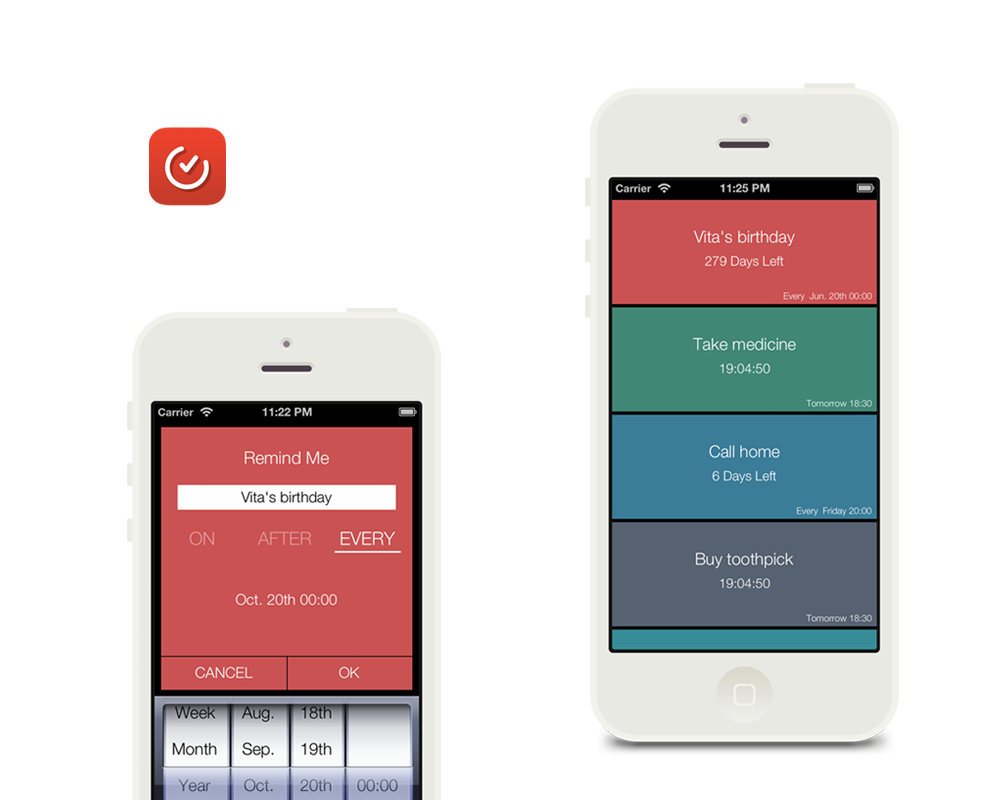 Carrier 11:22 PM
Remind Me
Vita's birthday
ON AFTER EVERY
Oct. 20th 00:00
CANCEL OK
Week Aug. 18th
Month Sep. 19th
Year Oct. 20th 00:00
Carrier 11:25 PM
Vita's birthday
279 Days Left
Every Jun. 20th 00:00
Take medicine
19:04:50
Tomorrow 18:30
Call home
6 Days Left
Every Friday 20:00
Buy toothpick
19:04:50
Tomorrow 18:30